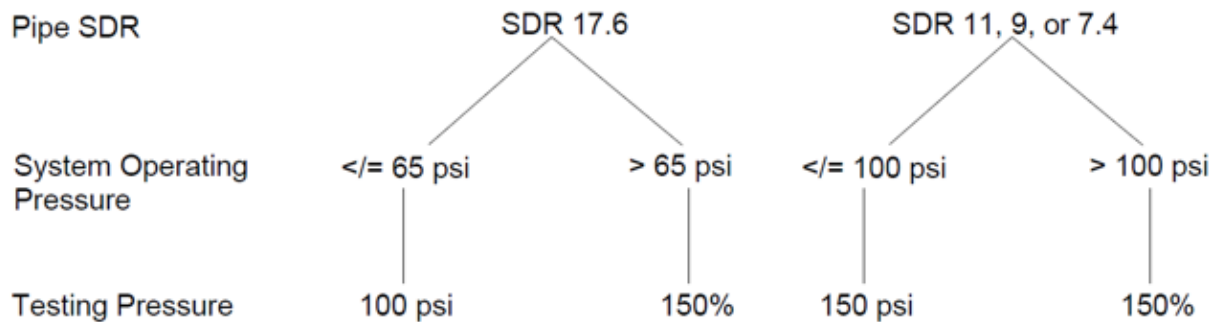 Pipe SDR SDR 17.6 SDR 11, 9, or 7.4
System Operating Pressure </= 65 psi > 65 psi </= 100 psi > 100 psi
Testing Pressure 100 psi 150% 150 psi 150%